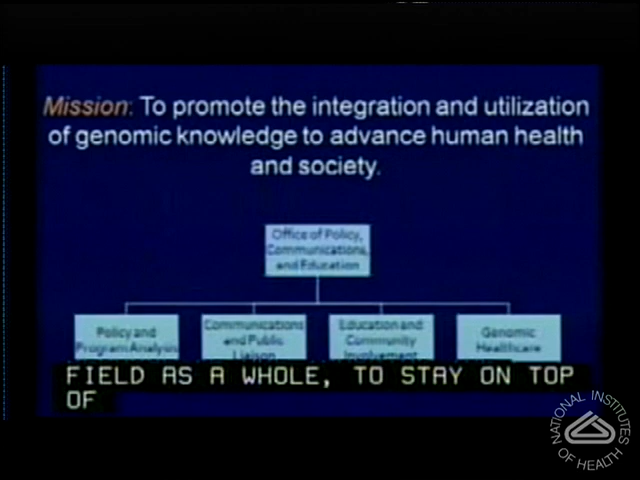 Mission: To promote the integration and utilization
of genomic knowledge to advance human health
and society.
Office of Policy,
Communications,
and Education
Policy and
Program Analysis
Communications
and Public
Liaison
Education and
Community
Involvement
Genomic
Healthcare
FIELD AS A WHOLE, TO STAY ON TOP
OF
NATIONAL INSTITUTES
OF HEALTH